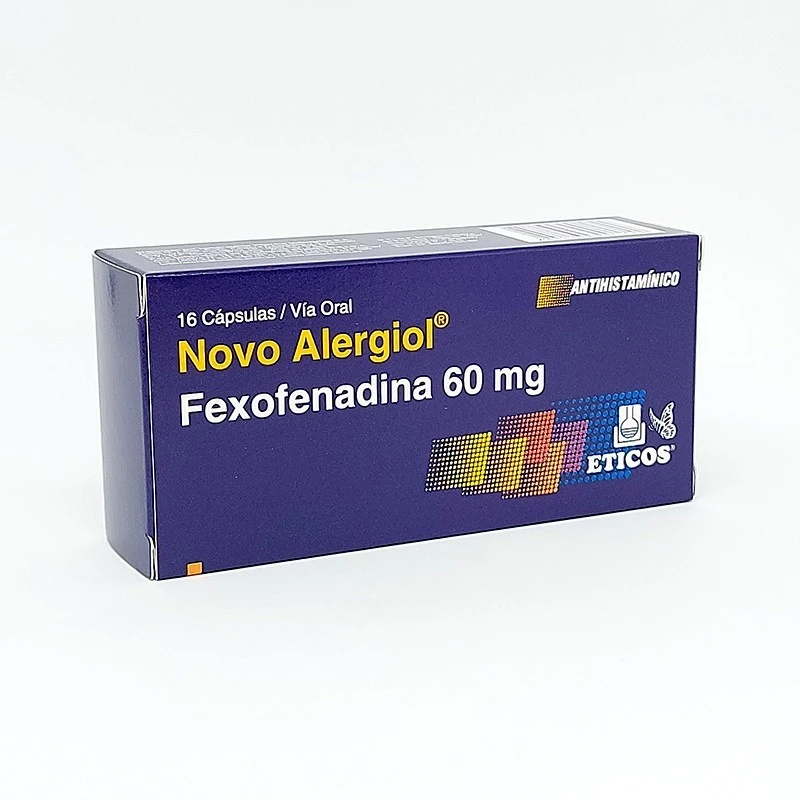 ANTIHISTAMÍNICO
16 Cápsulas / Vía Oral
Novo Alergiol®
Fexofenadina 60 mg
ETICOS®